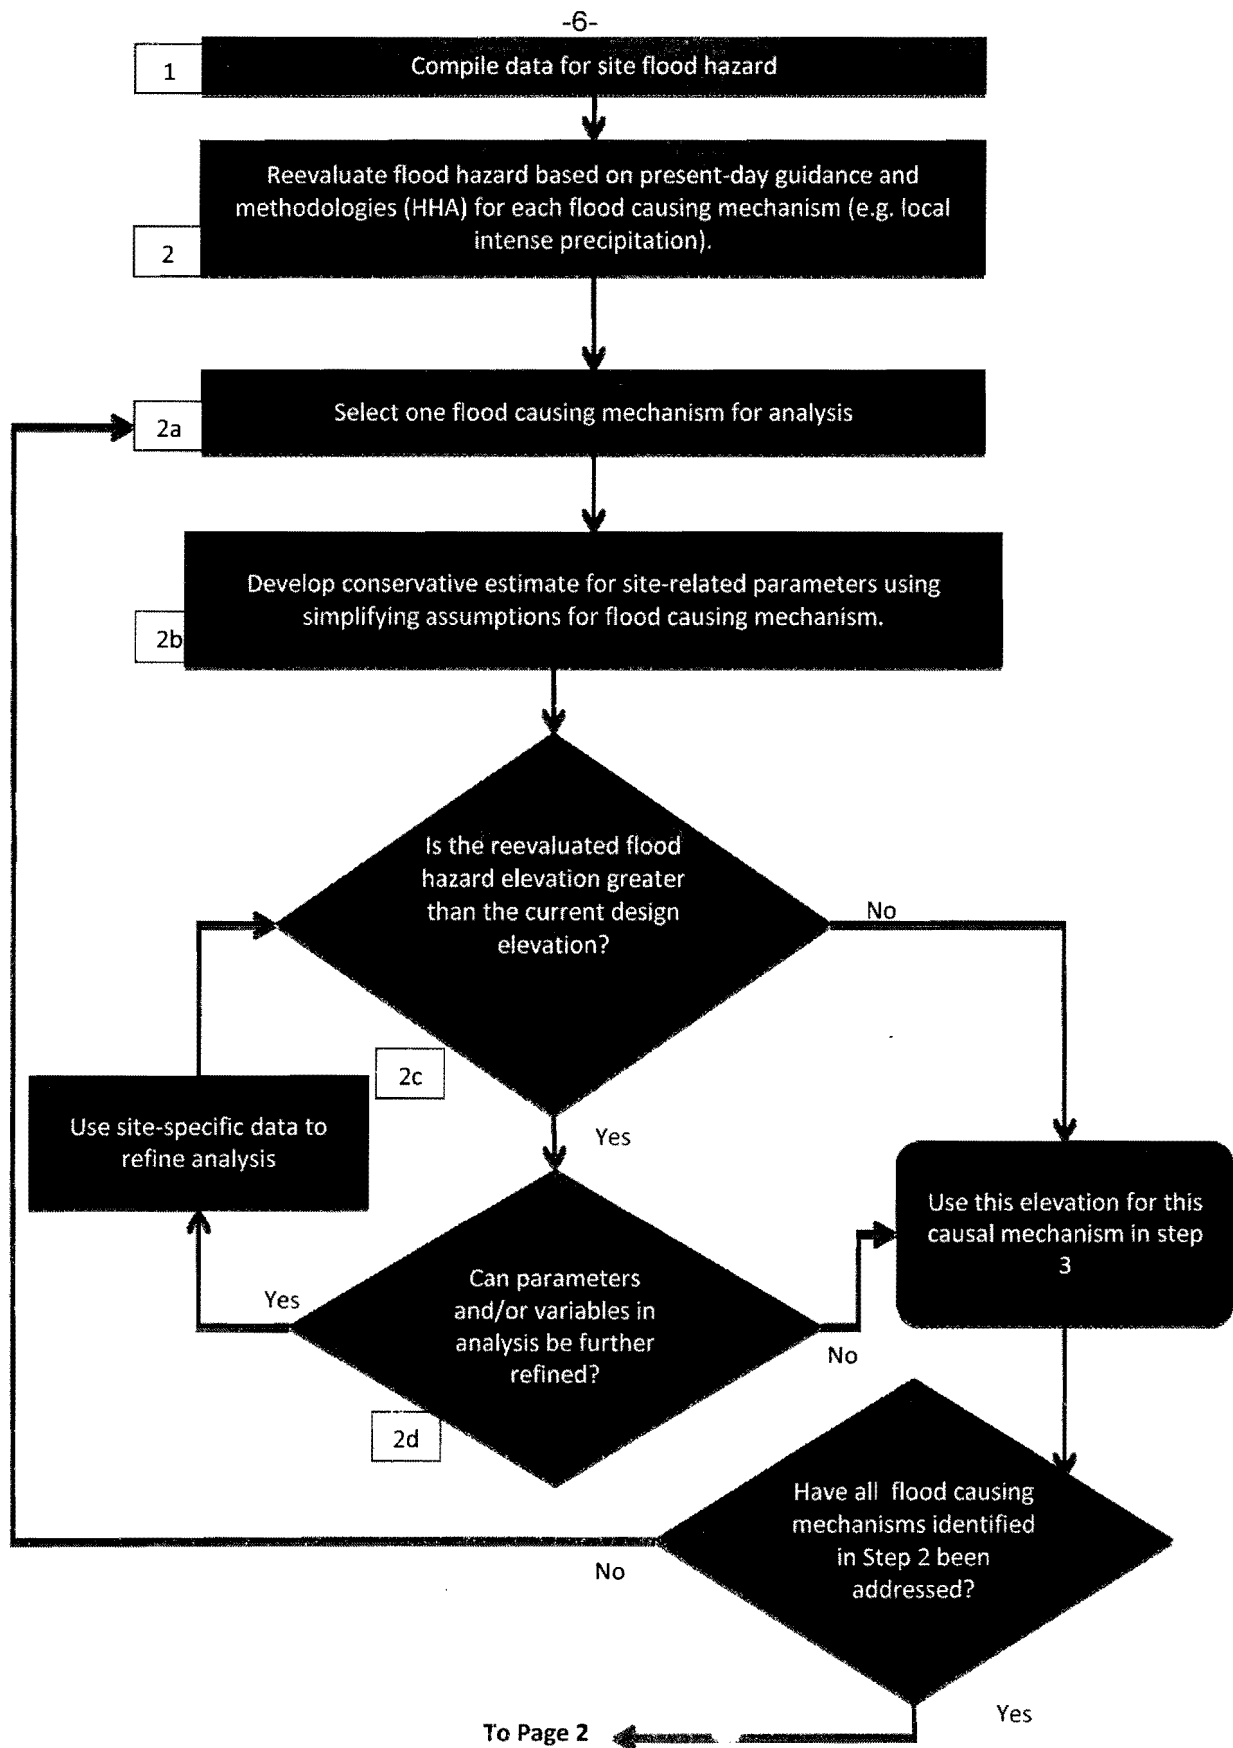 -6-
1
Compile data for site flood hazard
Reevaluate flood hazard based on present-day guidance and
methodologies (HHA) for each flood causing mechanism (e.g. local
intense precipitation).
2
Select one flood causing mechanism for analysis
2a
Develop conservative estimate for site-related parameters using
simplifying assumptions for flood causing mechanism.
2b
Is the reevaluated flood
hazard elevation greater
than the current design
elevation?
No
2c
Use site-specific data to
refine analysis
Yes
Use this elevation for this
causal mechanism in step
3
Can parameters
and/or variables in
analysis be further
refined?
Yes
No
2d
Have all flood causing
mechanisms identified
in Step 2 been
addressed?
No
Yes
To Page 2